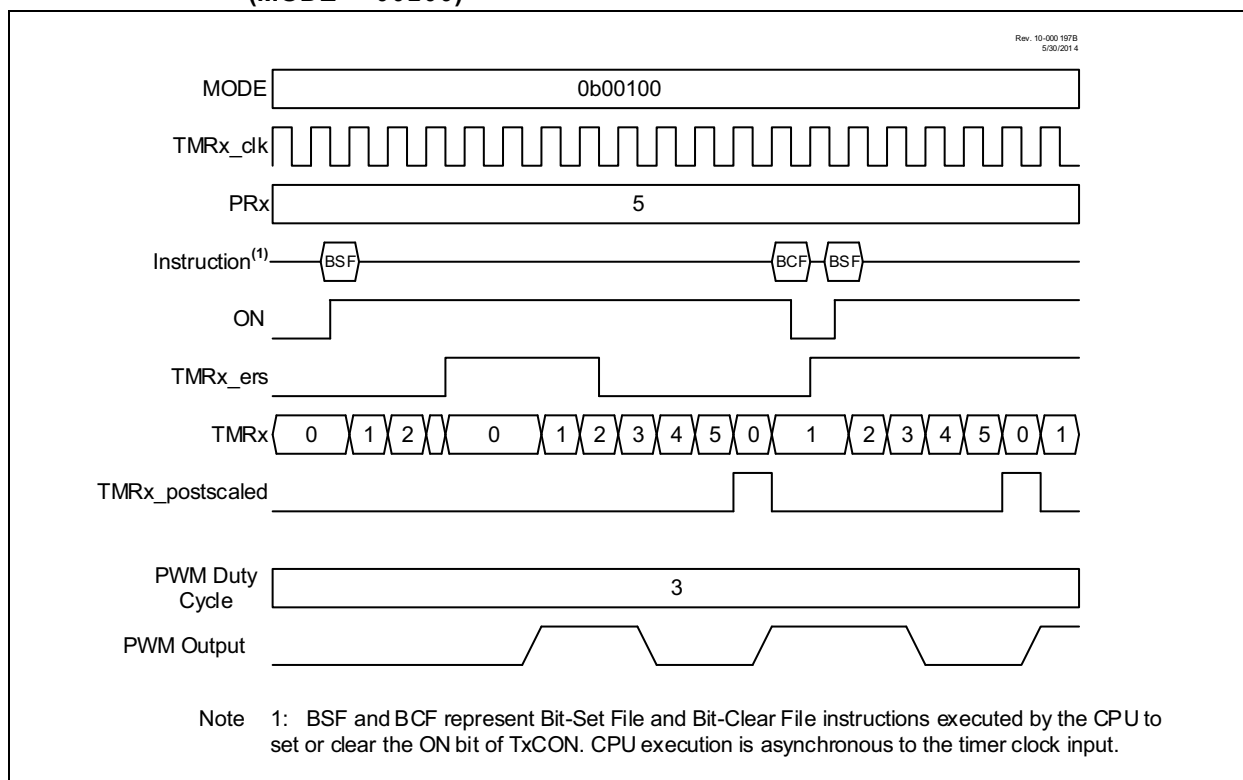 Rev. 10-000 197B
5/30/201 4
MODE
0b00100
TMRx_clk
PRx
5
Instruction(1)
BSF
BCF
BSF
ON
TMRx_ers
TMRx
0 1 2 0 1 2 3 4 5 0 1 2 3 4 5 0 1
TMRx_postscaled
PWM Duty
Cycle
3
PWM Output
Note 1: BSF and BCF represent Bit-Set File and Bit-Clear File instructions executed by the CPU to
set or clear the ON bit of TxCON. CPU execution is asynchronous to the timer clock input.